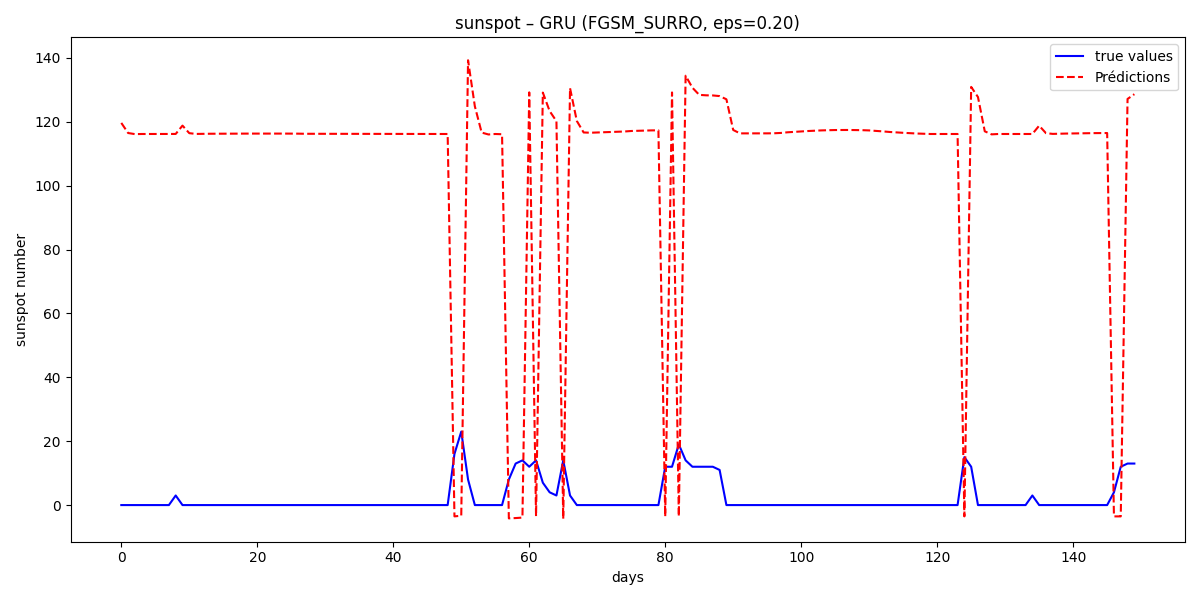 sunspot – GRU (FGSM_SURRO, eps=0.20)
true values
Prédictions
140
120
100
80
60
40
20
0
sunspot number
0 20 40 60 80 100 120 140
days